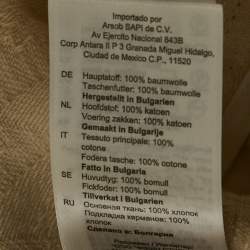 Importado por
Arsob SAPI de C.V.
Av Ejercito Nacional 843B
Corp Antara II P 3 Granada Miguel Hidalgo,
Ciudad de Mexico C.P., 11520
DE Hauptstoff: 100% baumwolle
Taschenfutter: 100% baumwolle
Hergestellt in Bulgarien
NL Hoofdstof: 100% katoen
Voering zakken: 100% katoen
Gemaakt in Bulgarije
IT Tessuto principale: 100%
cotone
Fodera tasche: 100% cotone
Fatto in Bulgaria
SE Huvudtyg: 100% bomull
Fickfoder: 100% bomull
Tillverkat i Bulgarien
RU Основная ткань: 100% хлопок
Подкладка карманов: 100%
хлопок
Сделано в: Болгария